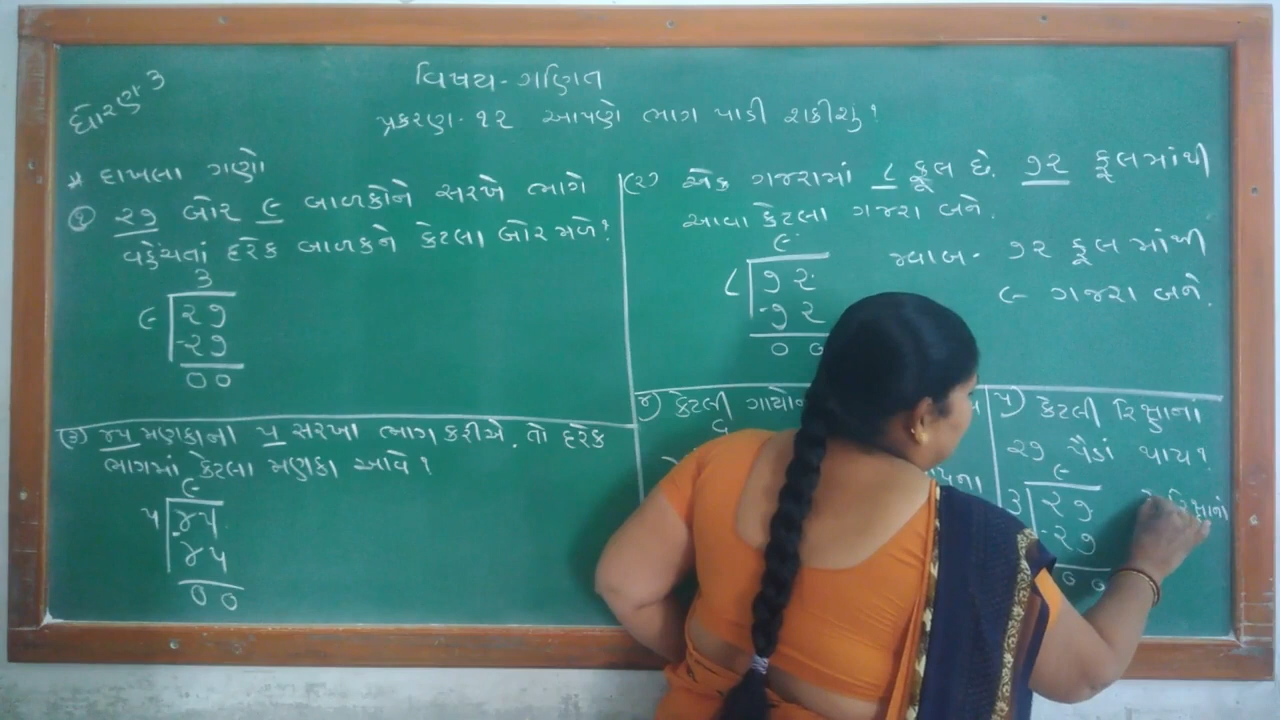 ધોરણ ૩
વિષય - ગણિત
પ્રકરણ - ૧૨ આપણે ભાગ પાડી શકીશું?
* દાખલા ગણો
૧ ૨૭ બોર ૯ બાળકોને સરખે ભાગે
વહેંચતાં દરેક બાળકને કેટલા બોર મળે?
૩
૯ ૨૭
-૨૭
૦૦
(૨) એક ગજરામાં ૮ ફૂલ છે. ૭૨ ફૂલમાંથી
આવા કેટલા ગજરા બને.
૯
૮ ૭૨
-૭૨
૦૦
જવાબ - ૭૨ ફૂલમાંથી
૯ ગજરા બને.
(૩) ૪૫ મણકાના ૫ સરખા ભાગ કરીએ. તો દરેક
ભાગમાં કેટલા મણકા આવે?
૯
૫ ૪૫
-૪૫
૦૦
૪) કેટલી
૫) કેટલી રિક્ષાનાં
૨૭ પૈડાં થાય?
૯
૩ ૨૭
-૨૭
૦૦
રિક્ષાનાં